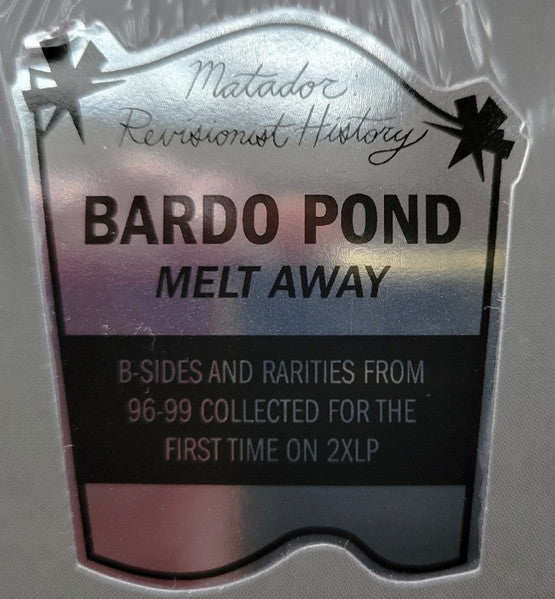 Matador:
Revisionist History
BARDO POND
MELT AWAY
B-SIDES AND RARITIES FROM
96-99 COLLECTED FOR THE
FIRST TIME ON 2XLP